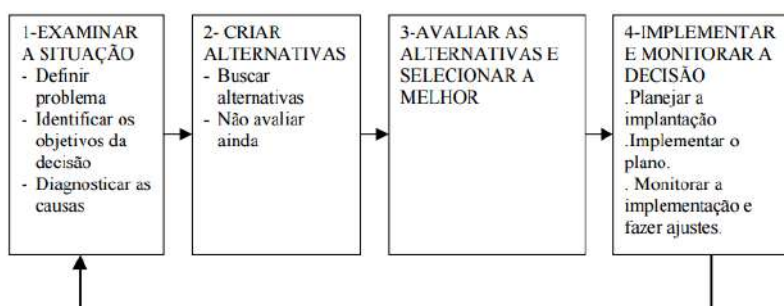 1-EXAMINAR
A SITUAÇÃO
- Definir
problema
- Identificar os
objetivos da
decisão
- Diagnosticar as
causas
2- CRIAR
ALTERNATIVAS
- Buscar
alternativas
- Não avaliar
ainda
3-AVALIAR AS
ALTERNATIVAS E
SELECIONAR A
MELHOR
4-IMPLEMENTAR
E MONITORAR A
DECISÃO
.Planejar a
implantação
.Implementar o
plano.
. Monitorar a
implementação e
fazer ajustes.